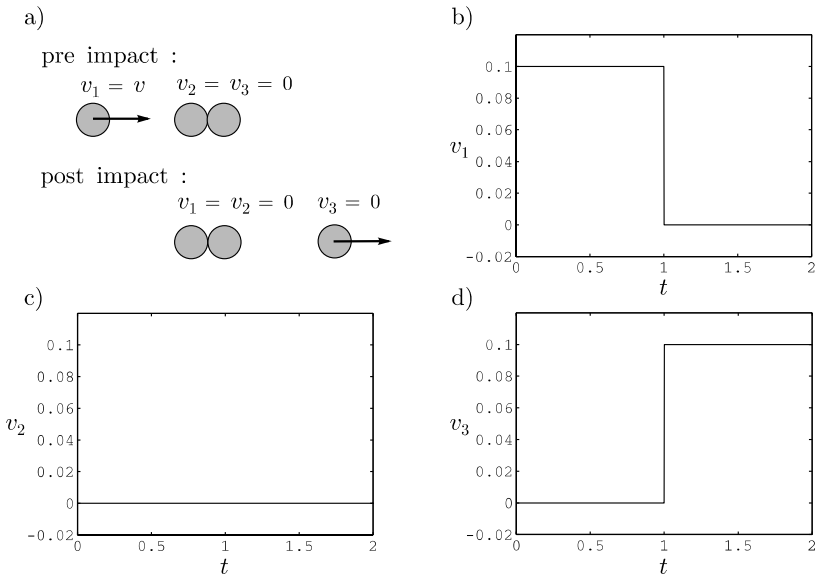 a)
pre impact :
v1 = v
v2 = v3 = 0
post impact :
v1 = v2 = 0
v3 = 0
b)
0.1
0.08
0.06
0.04
0.02
0
-0.02
v1
0
0.5
1
1.5
2
t
c)
0.1
0.08
0.06
0.04
0.02
0
-0.02
v2
0
0.5
1
1.5
2
t
d)
0.1
0.08
0.06
0.04
0.02
0
-0.02
v3
0
0.5
1
1.5
2
t